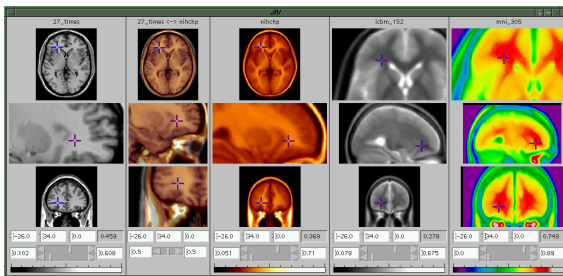 JIV
27_times 27_times <-> nihchp nihchp icbm_152 mni_305
-26.0 34.0 0.0 0.459 -26.0 34.0 0.0 -26.0 34.0 0.0 0.369 -26.0 34.0 0.0 0.278 -26.0 34.0 0.0 0.749
0.102 0.608 0.5 0.5 0.051 0.71 0.078 0.675 0.0 0.89